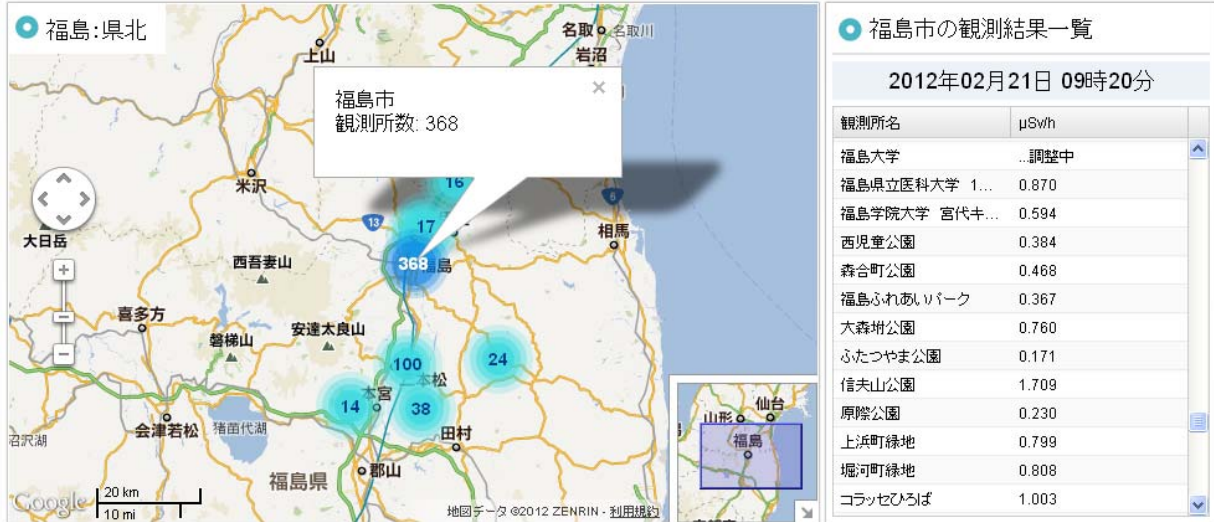 福島:県北
名取
名取川
岩沼
上山
福島市
観測所数: 368
×
米沢
16
6
13
17
相馬
大日岳
368
福島
西吾妻山
喜多方
安達太良山
磐梯山
100
24
二本松
本宮
14
38
会津若松
猪苗代湖
田村
沼沢湖
郡山
福島県
Google
20 km
10 mi
地図データ ©2012 ZENRIN - 利用規約
山形
仙台
福島
福島市の観測結果一覧
2012年02月21日 09時20分
観測所名 μSv/h
福島大学 ...調整中
福島県立医科大学 1... 0.870
福島学院大学 宮代キ... 0.594
西児童公園 0.384
森合町公園 0.468
福島ふれあいパーク 0.367
大森坿公園 0.760
ふたつやま公園 0.171
信夫山公園 1.709
原際公園 0.230
上浜町緑地 0.799
堀河町緑地 0.808
コラッセひろば 1.003